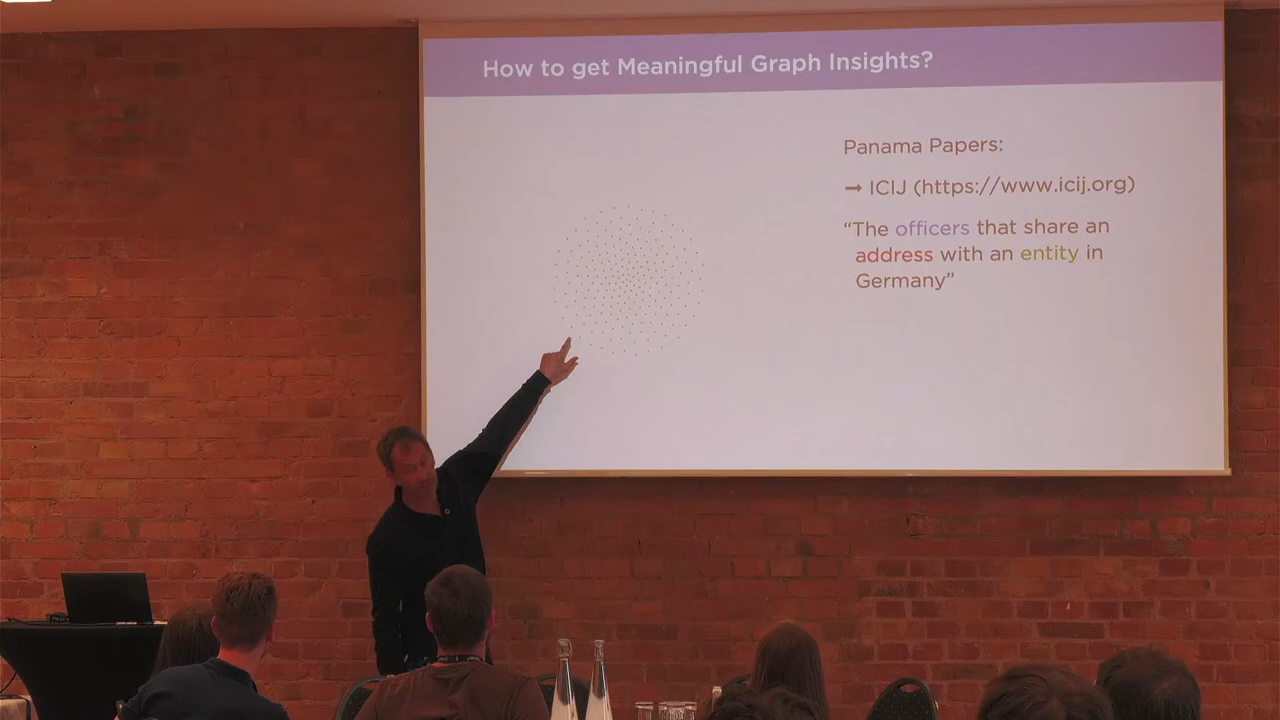 How to get Meaningful Graph Insights?
Panama Papers:
→ ICIJ (https://www.icij.org)
“The officers that share an
address with an entity in
Germany”